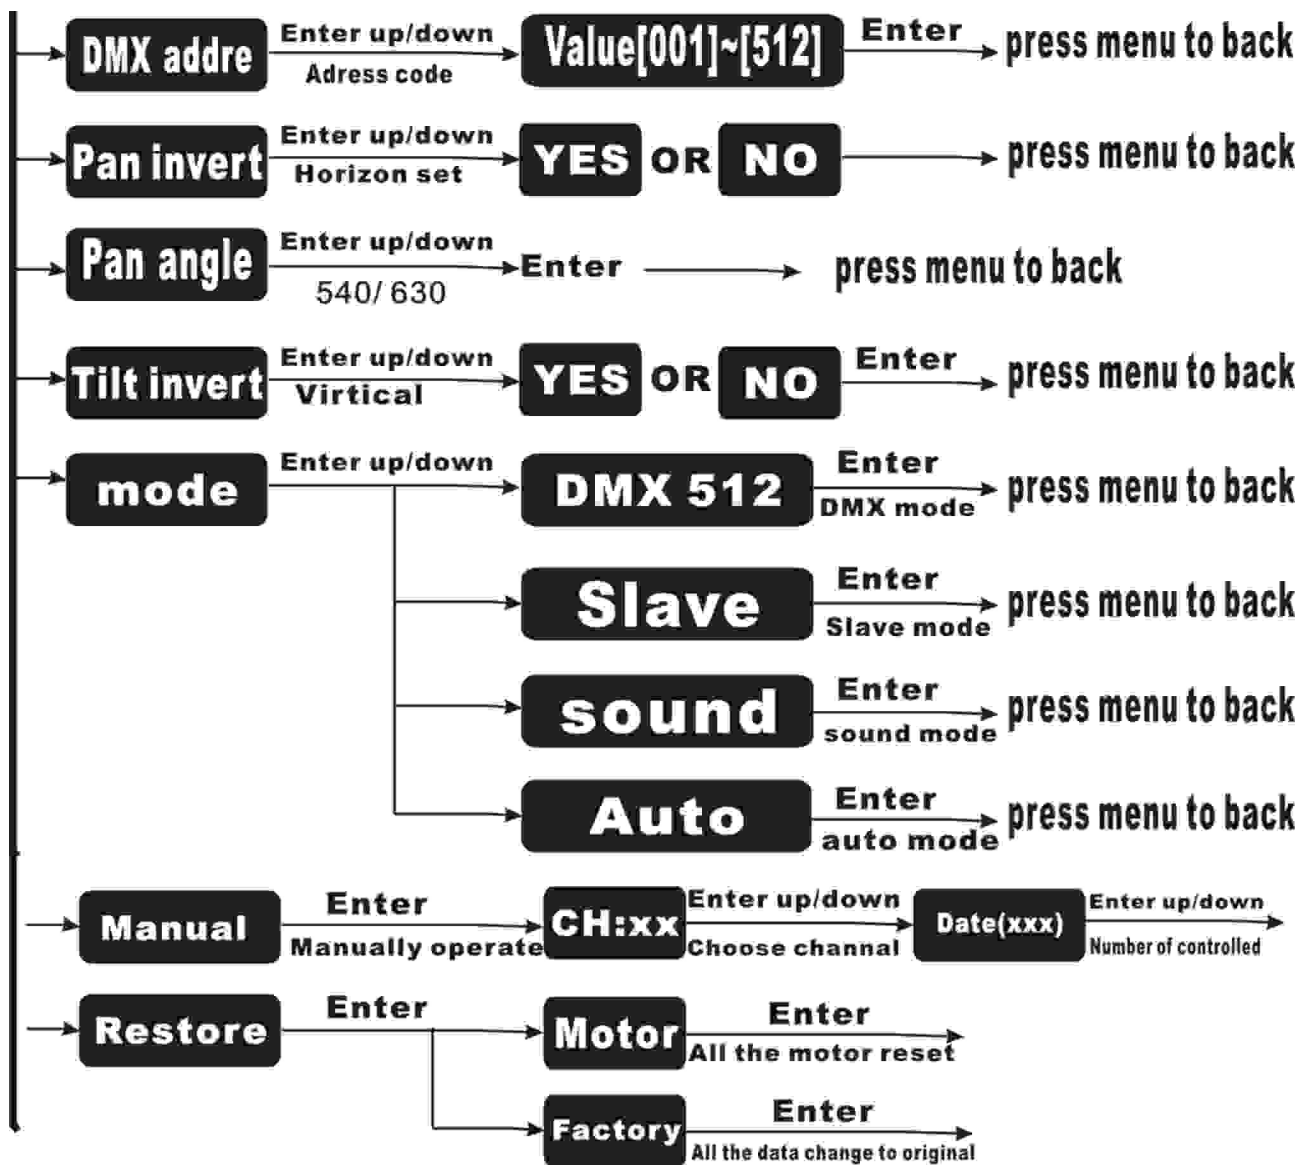 DMX addre Enter up/down Value[001]~[512] Enter press menu to back
Adress code
Pan invert Enter up/down YES OR NO press menu to back
Horizon set
Pan angle Enter up/down Enter press menu to back
540/ 630
Tilt invert Enter up/down YES OR NO Enter press menu to back
Virtical
mode Enter up/down DMX 512 Enter press menu to back
DMX mode
Slave Enter press menu to back
Slave mode
sound Enter press menu to back
sound mode
Auto Enter press menu to back
auto mode
Manual Enter CH:xx Enter up/down Date(xxx) Enter up/down
Manually operate Choose channal Number of controlled
Restore Enter Motor Enter
All the motor reset
Factory Enter
All the data change to original